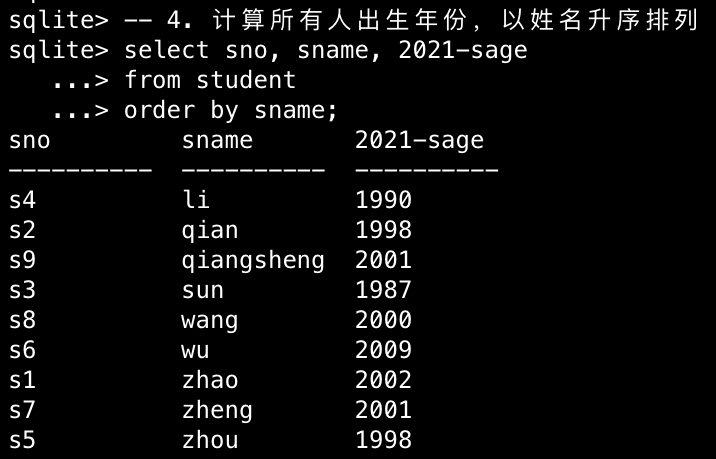 sqlite> -- 4. 计算所有人出生年份，以姓名升序排列
sqlite> select sno, sname, 2021-sage
   ...> from student
   ...> order by sname;
sno         sname       2021-sage
----------  ----------  ----------
s4          li          1990
s2          qian        1998
s9          qiangsheng  2001
s3          sun         1987
s8          wang        2000
s6          wu          2009
s1          zhao        2002
s7          zheng       2001
s5          zhou        1998